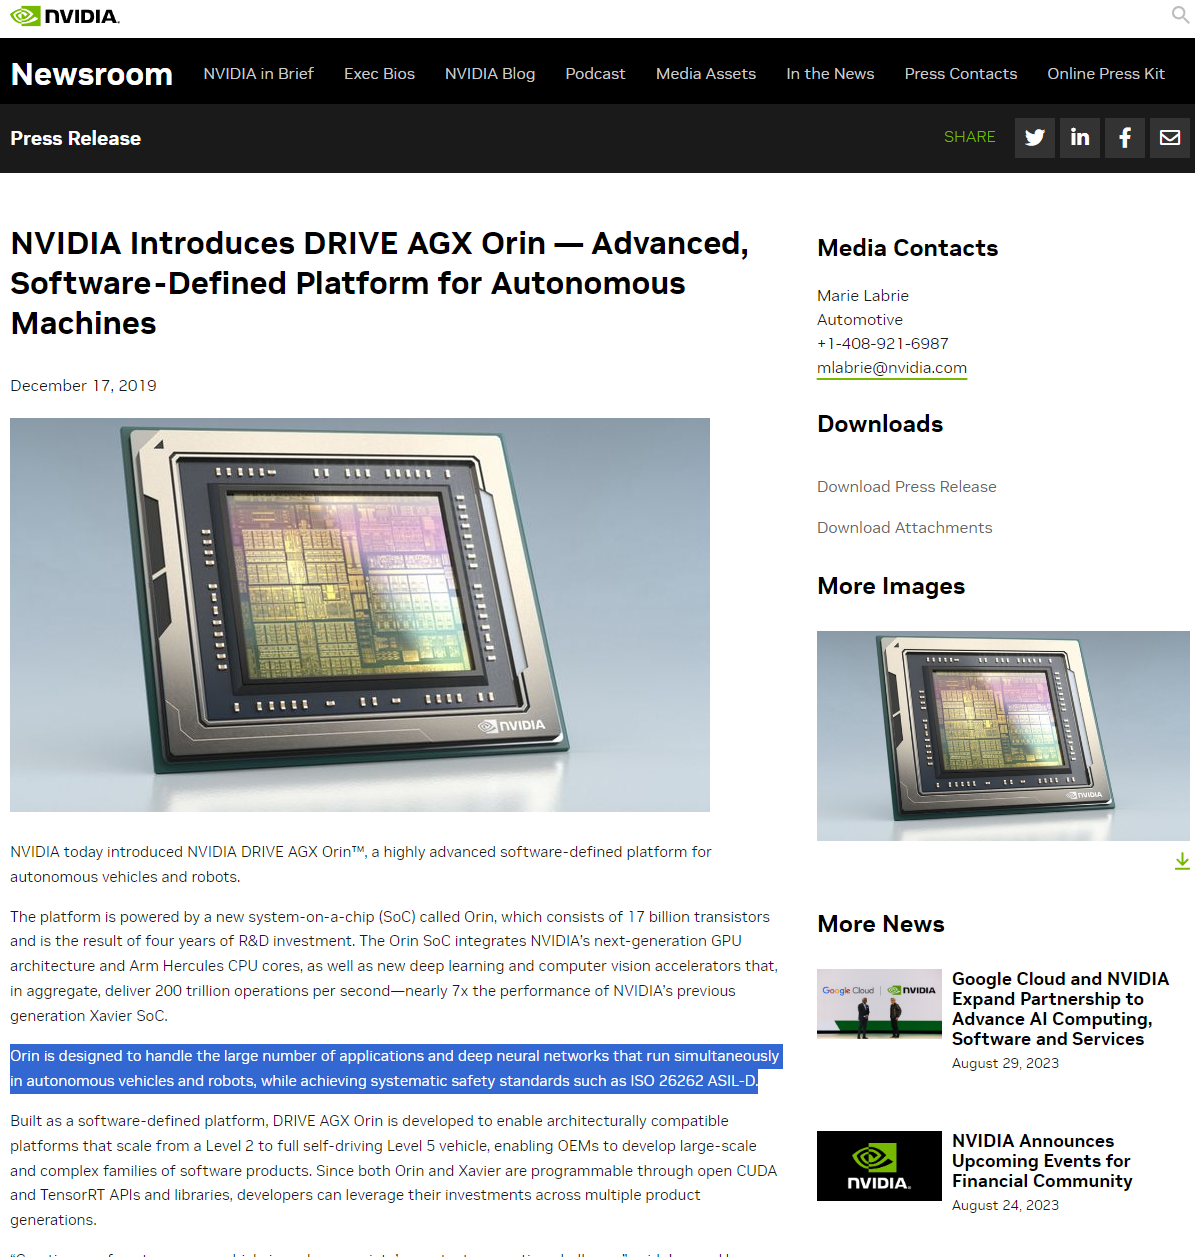 NVIDIA.
Newsroom
NVIDIA in Brief
Exec Bios
NVIDIA Blog
Podcast
Media Assets
In the News
Press Contacts
Online Press Kit
Press Release
SHARE
NVIDIA Introduces DRIVE AGX Orin — Advanced,
Software-Defined Platform for Autonomous
Machines
December 17, 2019
NVIDIA
NVIDIA today introduced NVIDIA DRIVE AGX Orin™, a highly advanced software-defined platform for
autonomous vehicles and robots.
The platform is powered by a new system-on-a-chip (SoC) called Orin, which consists of 17 billion transistors
and is the result of four years of R&D investment. The Orin SoC integrates NVIDIA's next-generation GPU
architecture and Arm Hercules CPU cores, as well as new deep learning and computer vision accelerators that,
in aggregate, deliver 200 trillion operations per second—nearly 7x the performance of NVIDIA's previous
generation Xavier SoC.
Orin is designed to handle the large number of applications and deep neural networks that run simultaneously
in autonomous vehicles and robots, while achieving systematic safety standards such as ISO 26262 ASIL-D.
Built as a software-defined platform, DRIVE AGX Orin is developed to enable architecturally compatible
platforms that scale from a Level 2 to full self-driving Level 5 vehicle, enabling OEMs to develop large-scale
and complex families of software products. Since both Orin and Xavier are programmable through open CUDA
and TensorRT APIs and libraries, developers can leverage their investments across multiple product
generations.
Media Contacts
Marie Labrie
Automotive
+1-408-921-6987
mlabrie@nvidia.com
Downloads
Download Press Release
Download Attachments
More Images
NVIDIA
More News
Google Cloud | NVIDIA
Google Cloud and NVIDIA
Expand Partnership to
Advance AI Computing,
Software and Services
August 29, 2023
NVIDIA.
NVIDIA Announces
Upcoming Events for
Financial Community
August 24, 2023